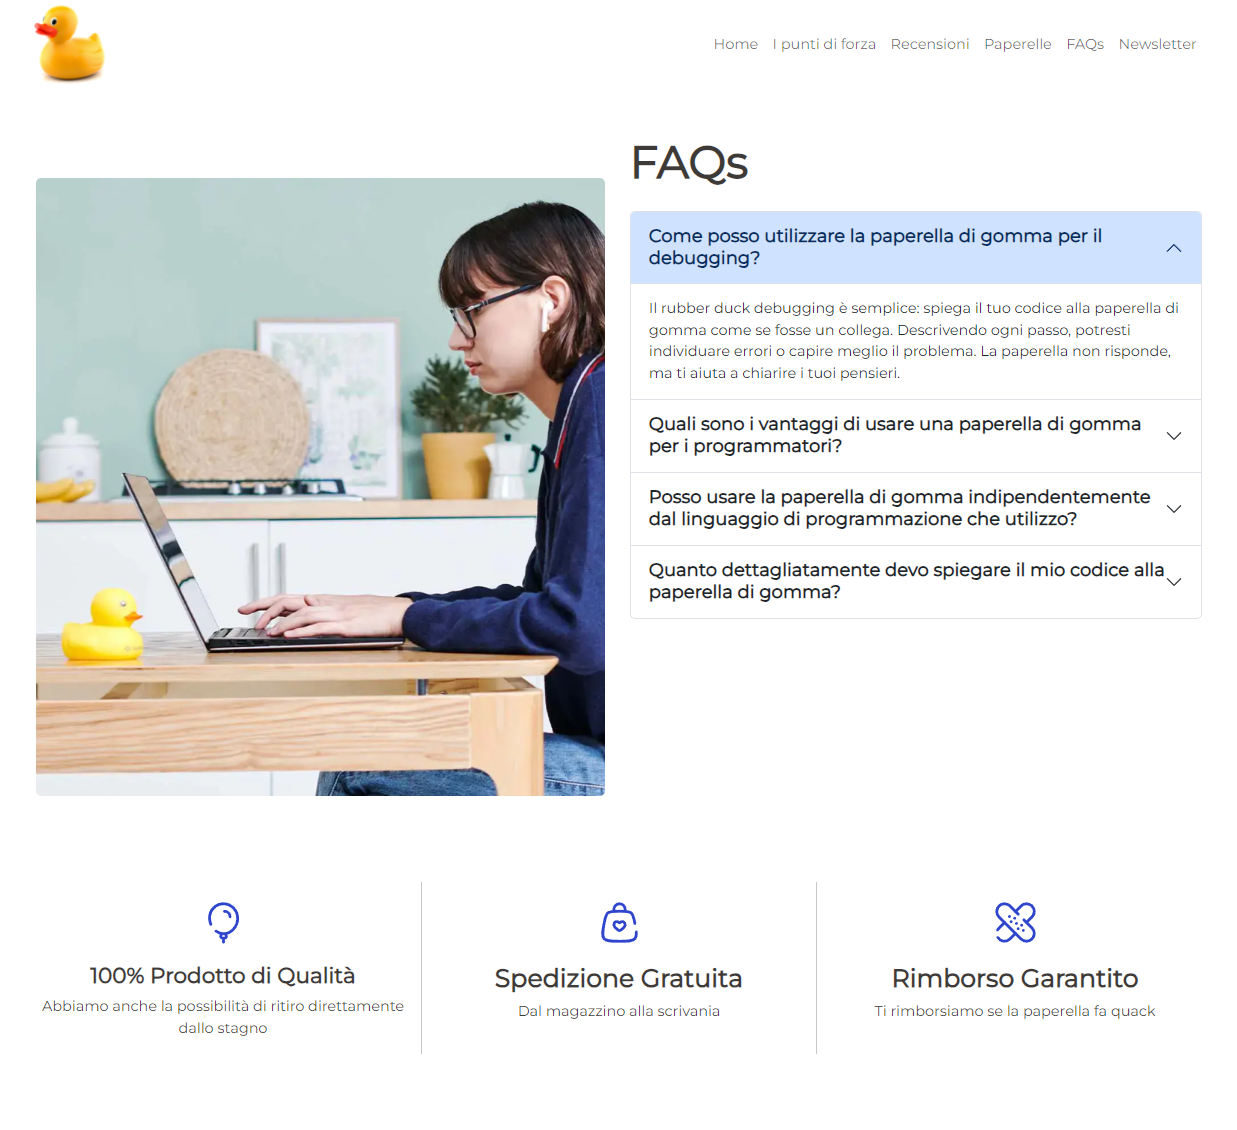 Home I punti di forza Recensioni Paperelle FAQs Newsletter
FAQs
Come posso utilizzare la paperella di gomma per il
debugging?
Il rubber duck debugging è semplice: spiega il tuo codice alla paperella di
gomma come se fosse un collega. Descrivendo ogni passo, potresti
individuare errori o capire meglio il problema. La paperella non risponde,
ma ti aiuta a chiarire i tuoi pensieri.
Quali sono i vantaggi di usare una paperella di gomma
per i programmatori?
Posso usare la paperella di gomma indipendentemente
dal linguaggio di programmazione che utilizzo?
Quanto dettagliatamente devo spiegare il mio codice alla
paperella di gomma?
100% Prodotto di Qualità
Abbiamo anche la possibilità di ritiro direttamente
dallo stagno
Spedizione Gratuita
Dal magazzino alla scrivania
Rimborso Garantito
Ti rimborsiamo se la paperella fa quack